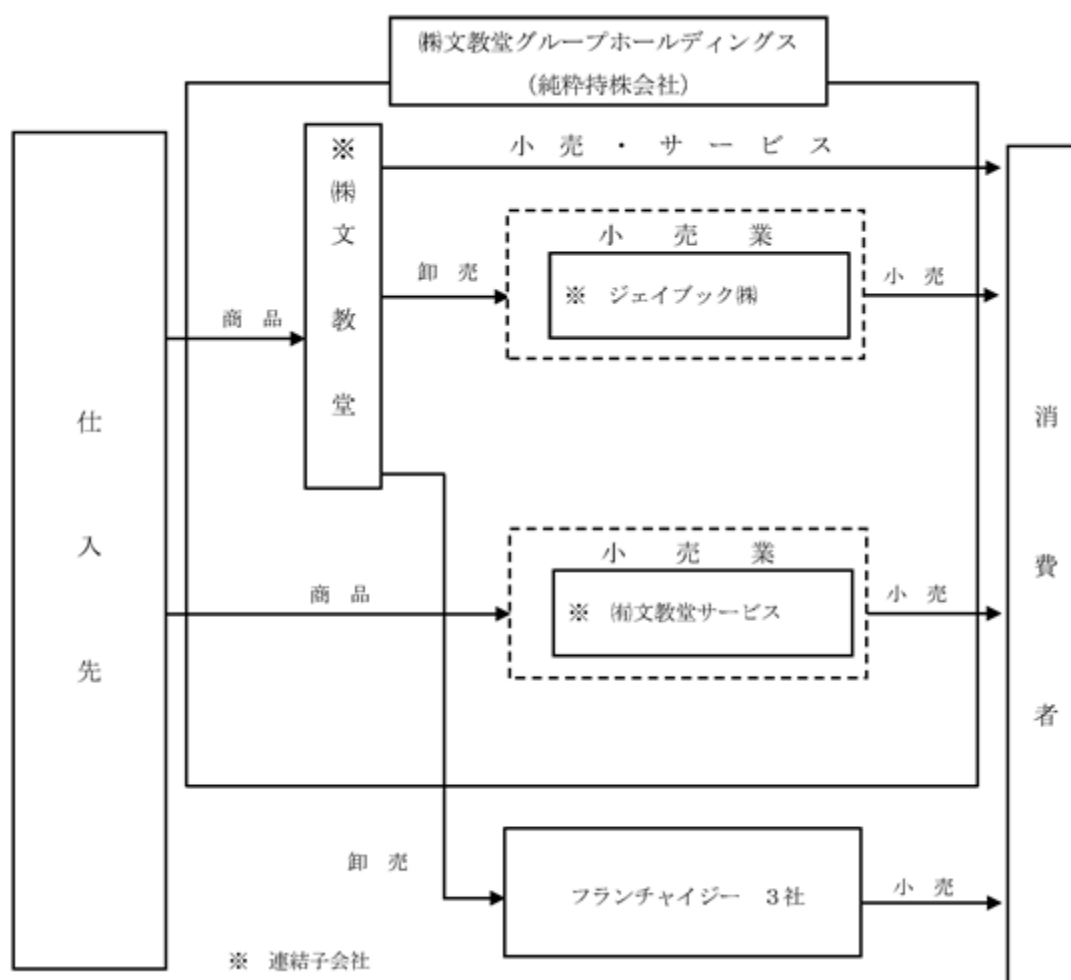 ㈱文教堂グループホールディングス
（純粋持株会社）
仕入先
商 品
※㈱文教堂
小 売 ・ サ ー ビ ス
卸 売
小 売 業
※ ジェイブック㈱
小 売
商 品
小 売 業
※ ㈲文教堂サービス
小 売
卸 売
フランチャイジー ３社
小 売
消費者
※ 連結子会社